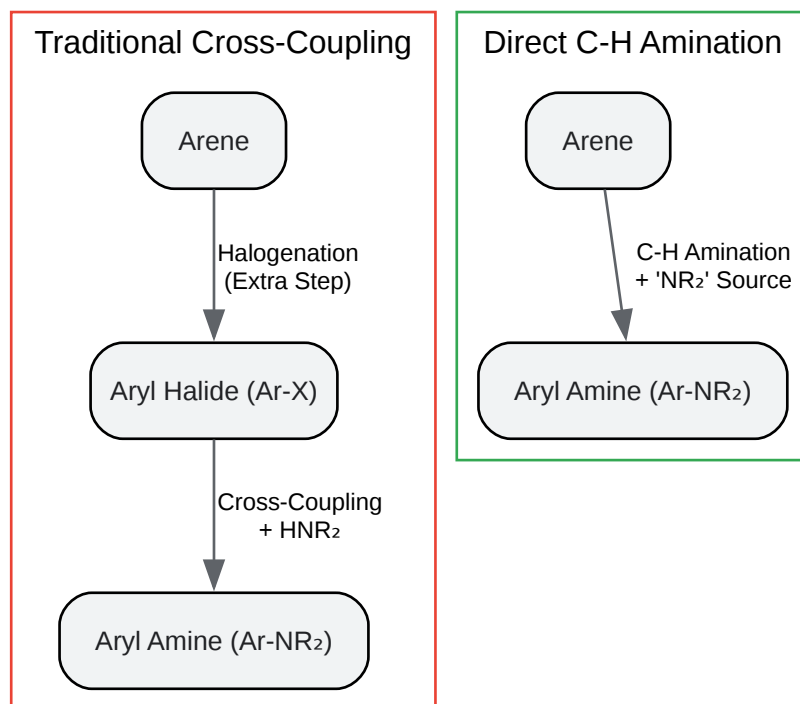 Traditional Cross-Coupling
Arene
Halogenation
(Extra Step)
Aryl Halide (Ar-X)
Cross-Coupling
+ HNR₂
Aryl Amine (Ar-NR₂)
Direct C-H Amination
Arene
C-H Amination
+ 'NR₂' Source
Aryl Amine (Ar-NR₂)